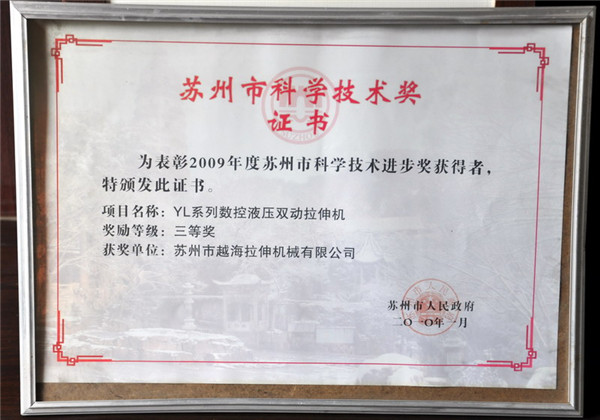 苏州市科学技术奖
证书
为表彰2009年度苏州市科学技术进步奖获得者，
特颁发此证书。
项目名称：YL系列数控液压双动拉伸机
奖励等级：三等奖
获奖单位：苏州市越海拉伸机械有限公司
苏州市人民政府
二〇一〇年一月